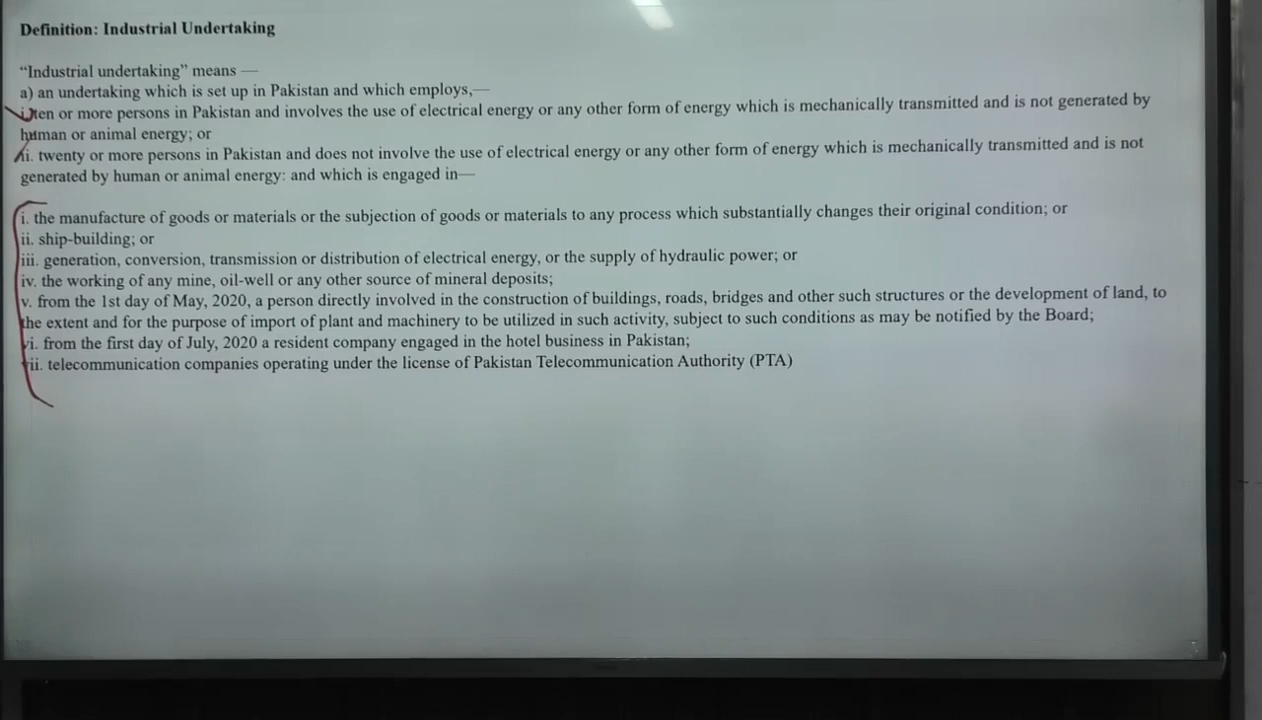 Definition: Industrial Undertaking
“Industrial undertaking” means —
a) an undertaking which is set up in Pakistan and which employs,—
i. ten or more persons in Pakistan and involves the use of electrical energy or any other form of energy which is mechanically transmitted and is not generated by
human or animal energy; or
ii. twenty or more persons in Pakistan and does not involve the use of electrical energy or any other form of energy which is mechanically transmitted and is not
generated by human or animal energy: and which is engaged in—
i. the manufacture of goods or materials or the subjection of goods or materials to any process which substantially changes their original condition; or
ii. ship-building; or
iii. generation, conversion, transmission or distribution of electrical energy, or the supply of hydraulic power; or
iv. the working of any mine, oil-well or any other source of mineral deposits;
v. from the 1st day of May, 2020, a person directly involved in the construction of buildings, roads, bridges and other such structures or the development of land, to
the extent and for the purpose of import of plant and machinery to be utilized in such activity, subject to such conditions as may be notified by the Board;
vi. from the first day of July, 2020 a resident company engaged in the hotel business in Pakistan;
vii. telecommunication companies operating under the license of Pakistan Telecommunication Authority (PTA)